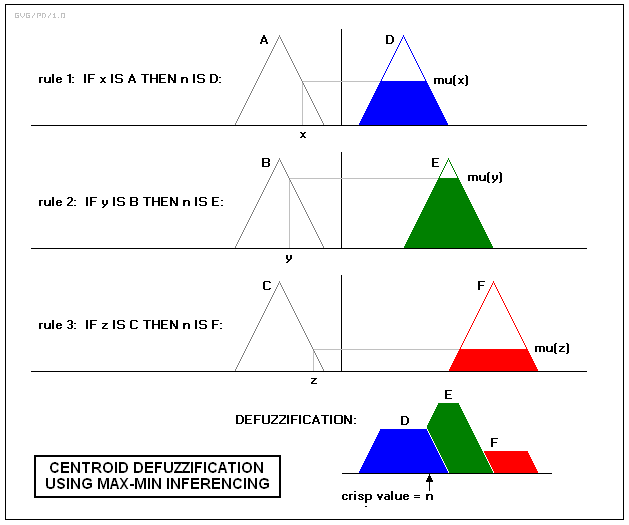 GVG/PD/1.0
A
D
rule 1: IF x IS A THEN n IS D:
mu(x)
x
B
E
mu(y)
rule 2: IF y IS B THEN n IS E:
y
C
F
rule 3: IF z IS C THEN n IS F:
mu(z)
z
E
DEFUZZIFICATION:
D
F
CENTROID DEFUZZIFICATION
USING MAX-MIN INFERENCING
crisp value = n